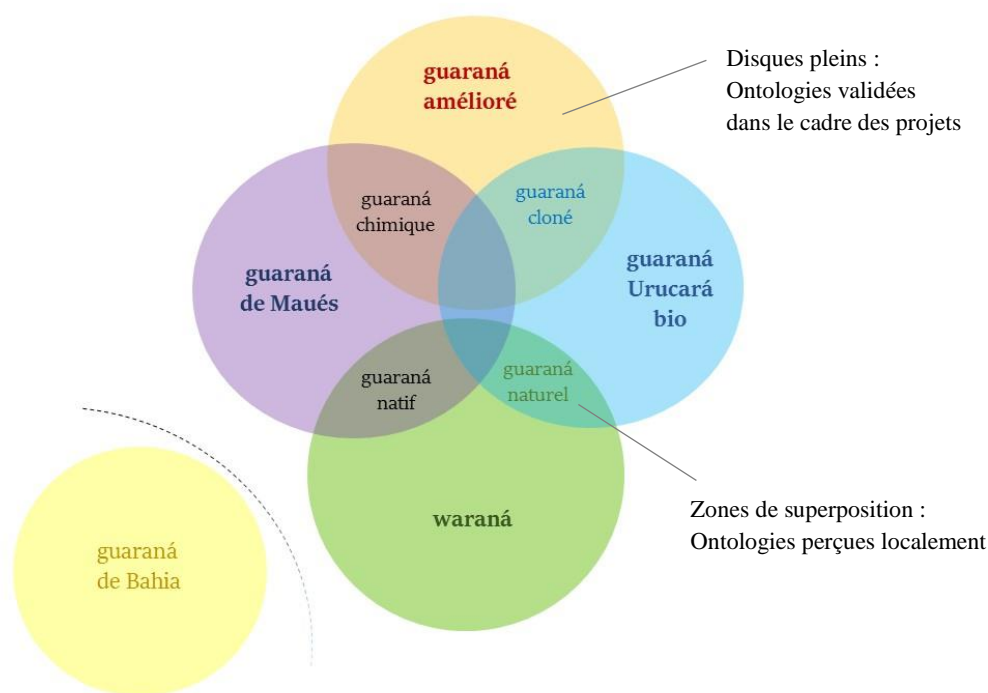 guaraná
amélioré
Disques pleins :
Ontologies validées
dans le cadre des projets
guaraná
chimique
guaraná
cloné
guaraná
de Maués
guaraná
Urucará
bio
guaraná
natif
guaraná
naturel
waraná
Zones de superposition :
Ontologies perçues localement
guaraná
de Bahia